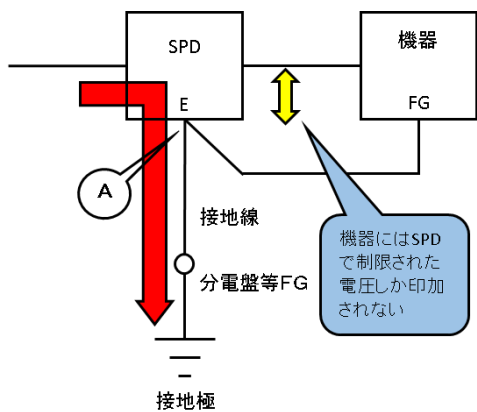 SPD
機器
E
FG
A
接地線
分電盤等FG
接地極
機器にはSPD
で制限された
電圧しか印加
されない